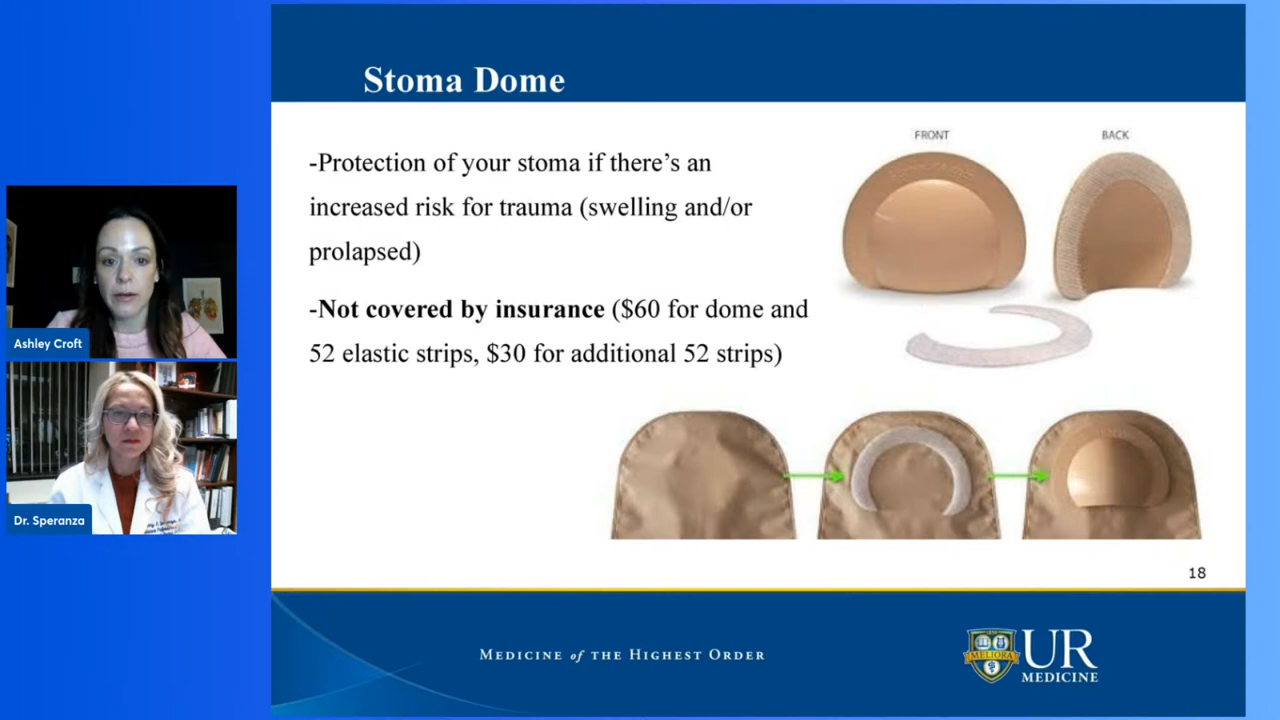 Stoma Dome
-Protection of your stoma if there’s an
increased risk for trauma (swelling and/or
prolapsed)
-Not covered by insurance ($60 for dome and
52 elastic strips, $30 for additional 52 strips)
FRONT
BACK
Ashley Croft
Dr. Speranza
18
MEDICINE of THE HIGHEST ORDER
MELIORA
UR
MEDICINE